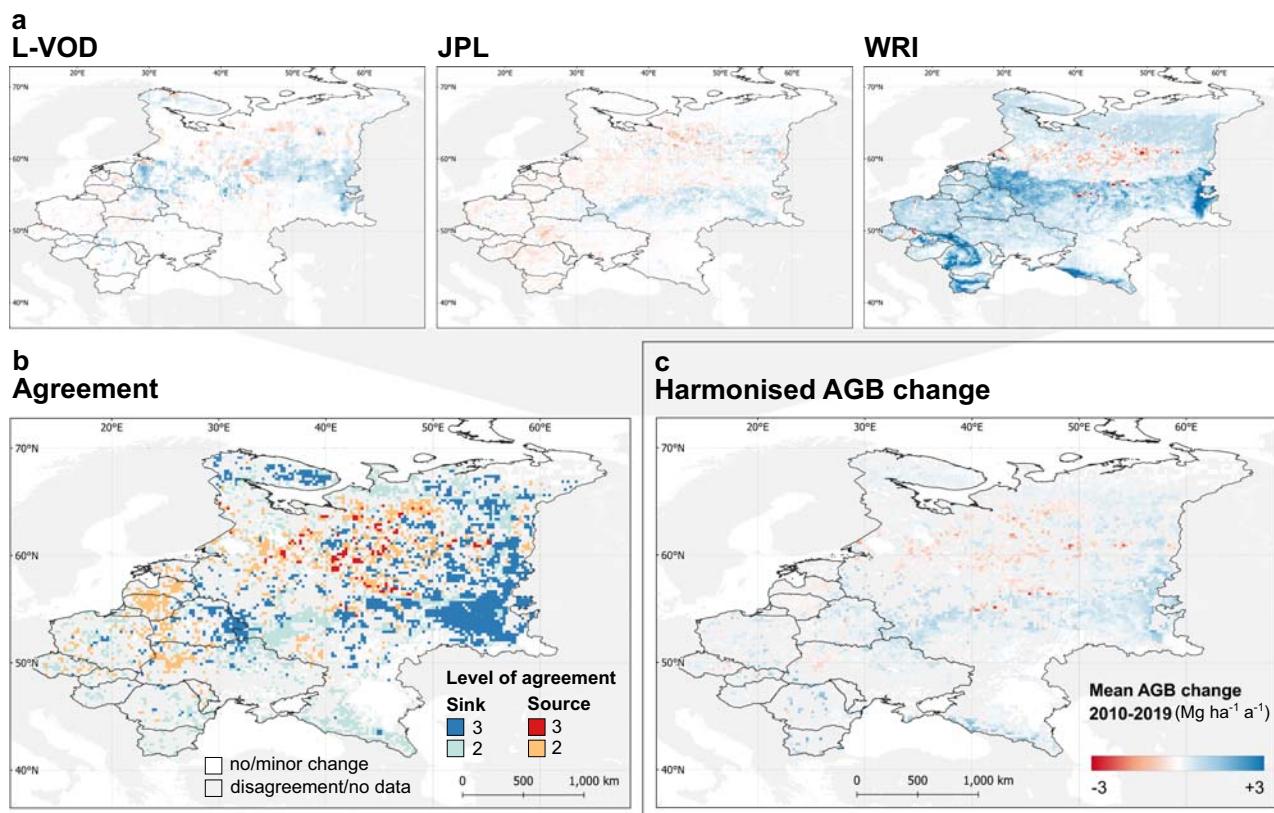 a
L-VOD
JPL
WRI
20°E 30°E 40°E 50°E 60°E
20°E 30°E 40°E 50°E 60°E
20°E 30°E 40°E 50°E 60°E
70°N
70°N
70°N
60°N
60°N
60°N
50°N
50°N
50°N
40°N
40°N
40°N
b
Agreement
c
Harmonised AGB change
20°E 30°E 40°E 50°E 60°E
20°E 30°E 40°E 50°E 60°E
70°N
70°N
60°N
60°N
50°N
50°N
40°N
40°N
Level of agreement
Sink Source
3 3
2 2
no/minor change
disagreement/no data
0 500 1,000 km
Mean AGB change
2010-2019 (Mg ha⁻¹ a⁻¹)
0 500 1,000 km
-3 +3